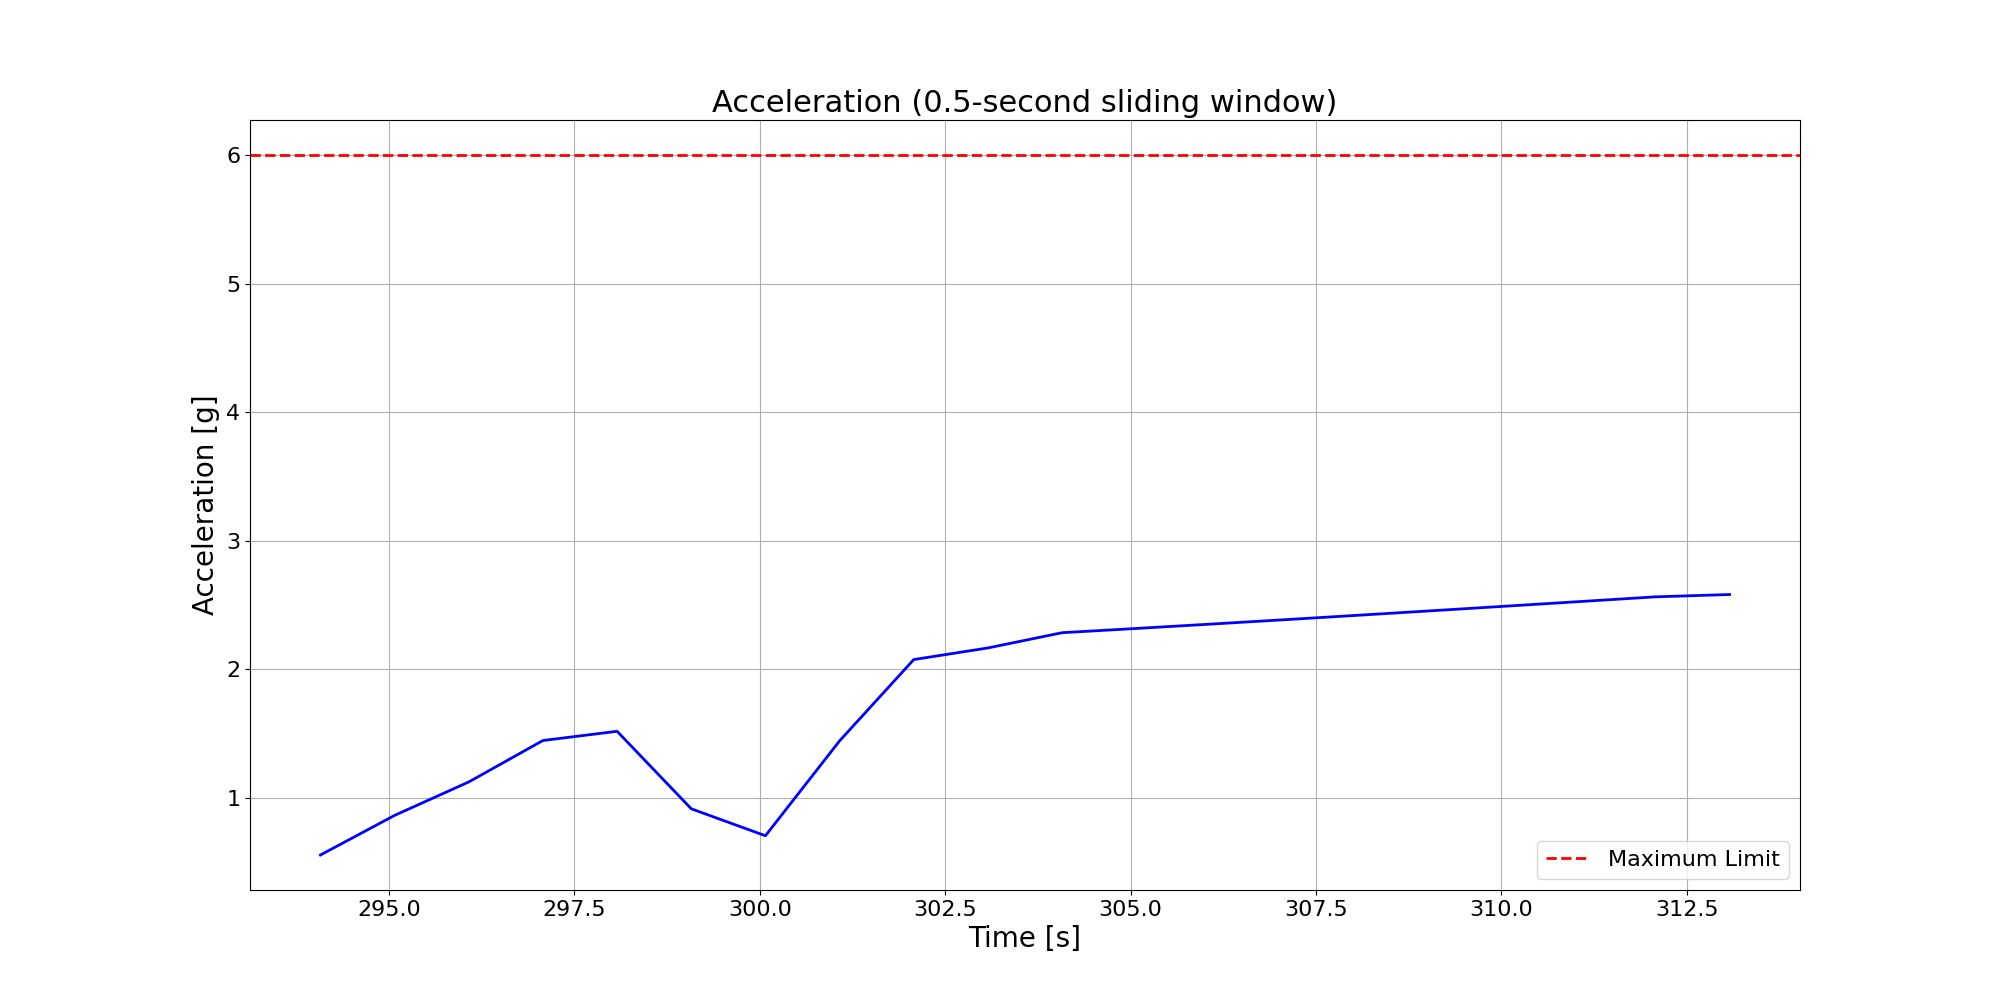 Acceleration (0.5-second sliding window)
Acceleration [g]
6
5
4
3
2
1
Maximum Limit
295.0 297.5 300.0 302.5 305.0 307.5 310.0 312.5
Time [s]